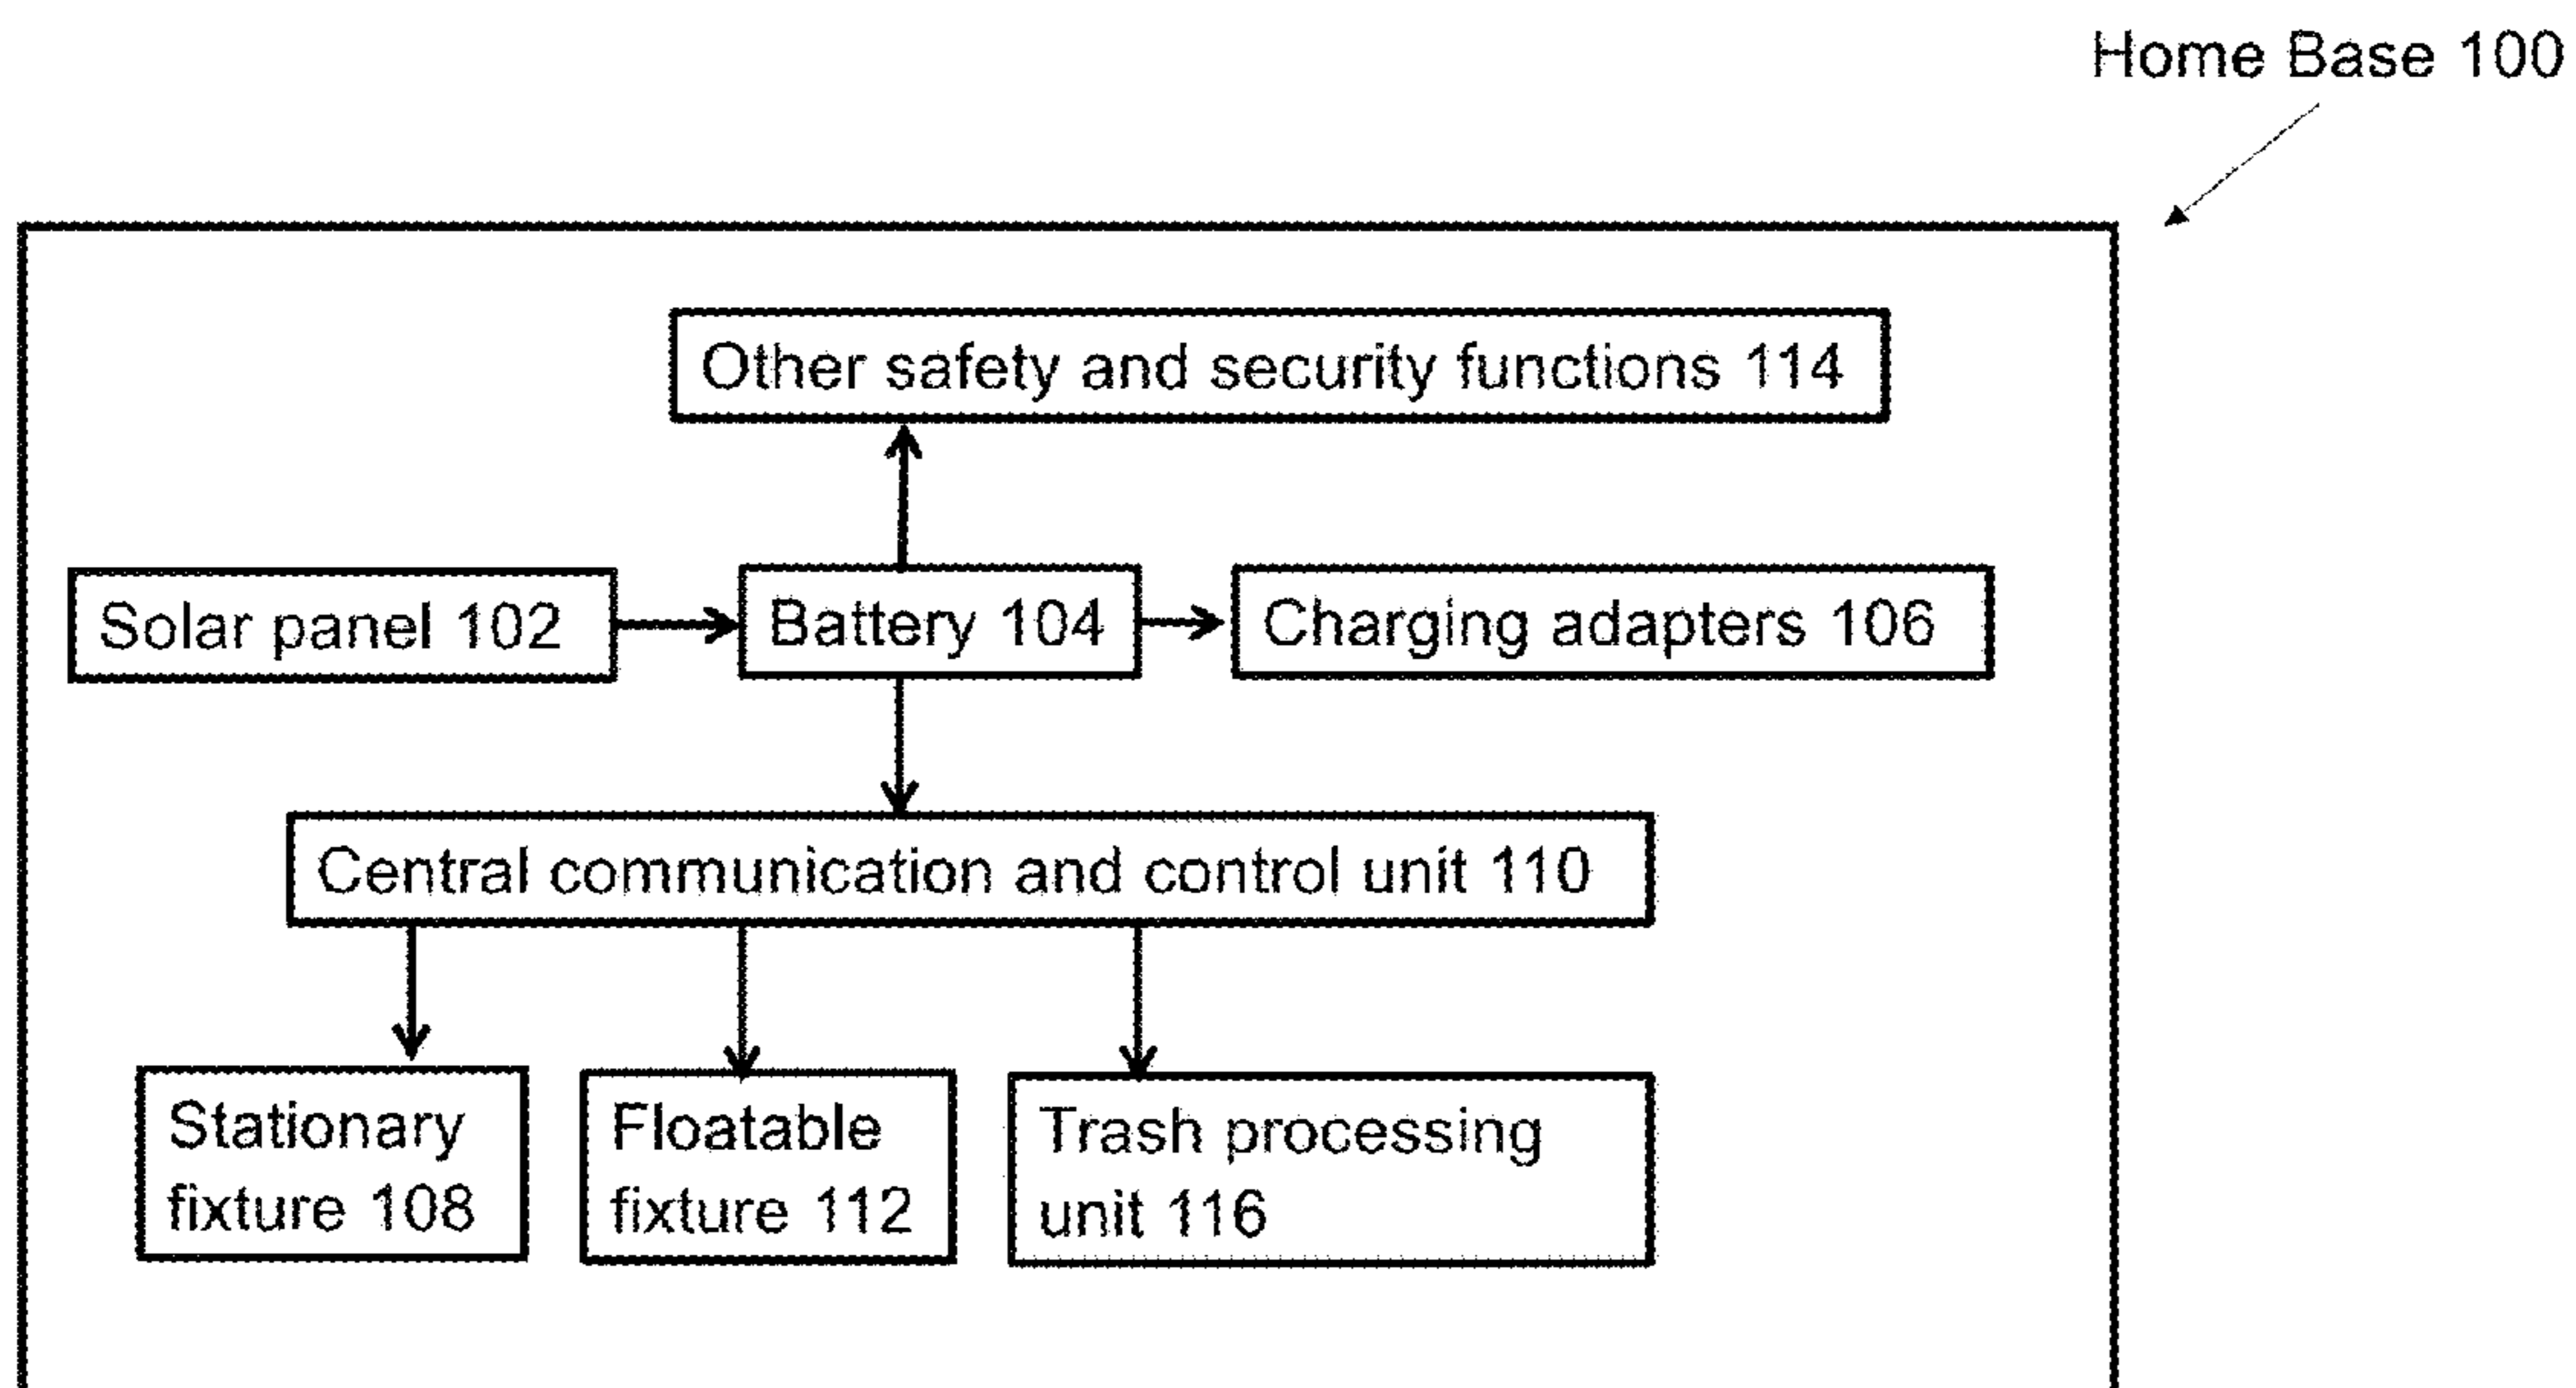 Home Base 100
Other safety and security functions 114
Solar panel 102
Battery 104
Charging adapters 106
Central communication and control unit 110
Stationary
fixture 108
Floatable
fixture 112
Trash processing
unit 116